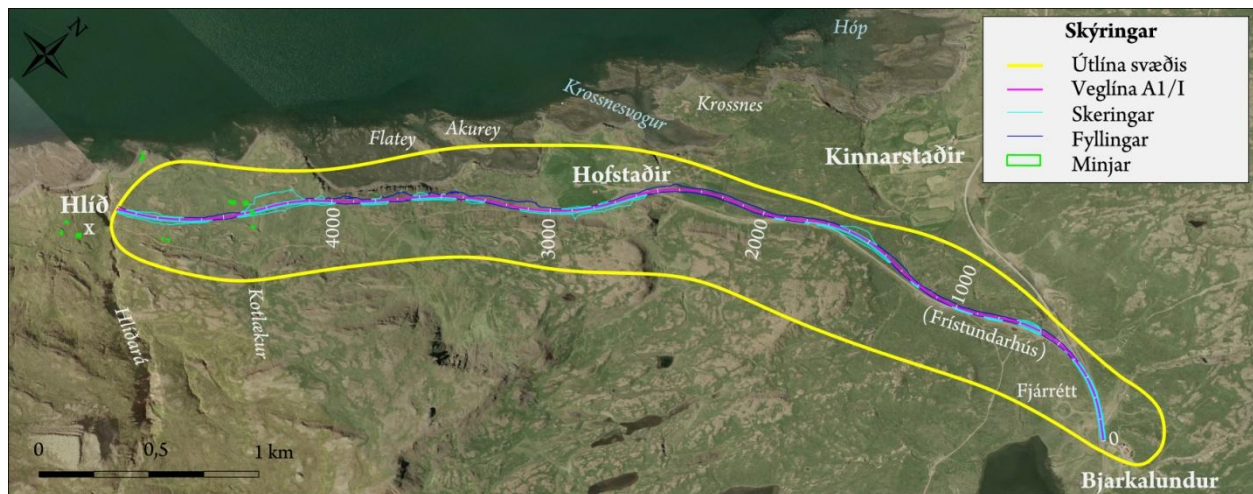 N
Hóp
Skýringar
Útlína svæðis
Veglína A1/I
Skeringar
Fyllingar
Minjar
Krossnesvogur
Krossnes
Flatey
Akurey
Kinnarstaðir
Hofstaðir
Hlíð
x
4000
3000
2000
1000
(Frístundarhús)
Kotlækur
Hlíðará
Fjárrétt
0
0 0,5 1 km
Bjarkalundur